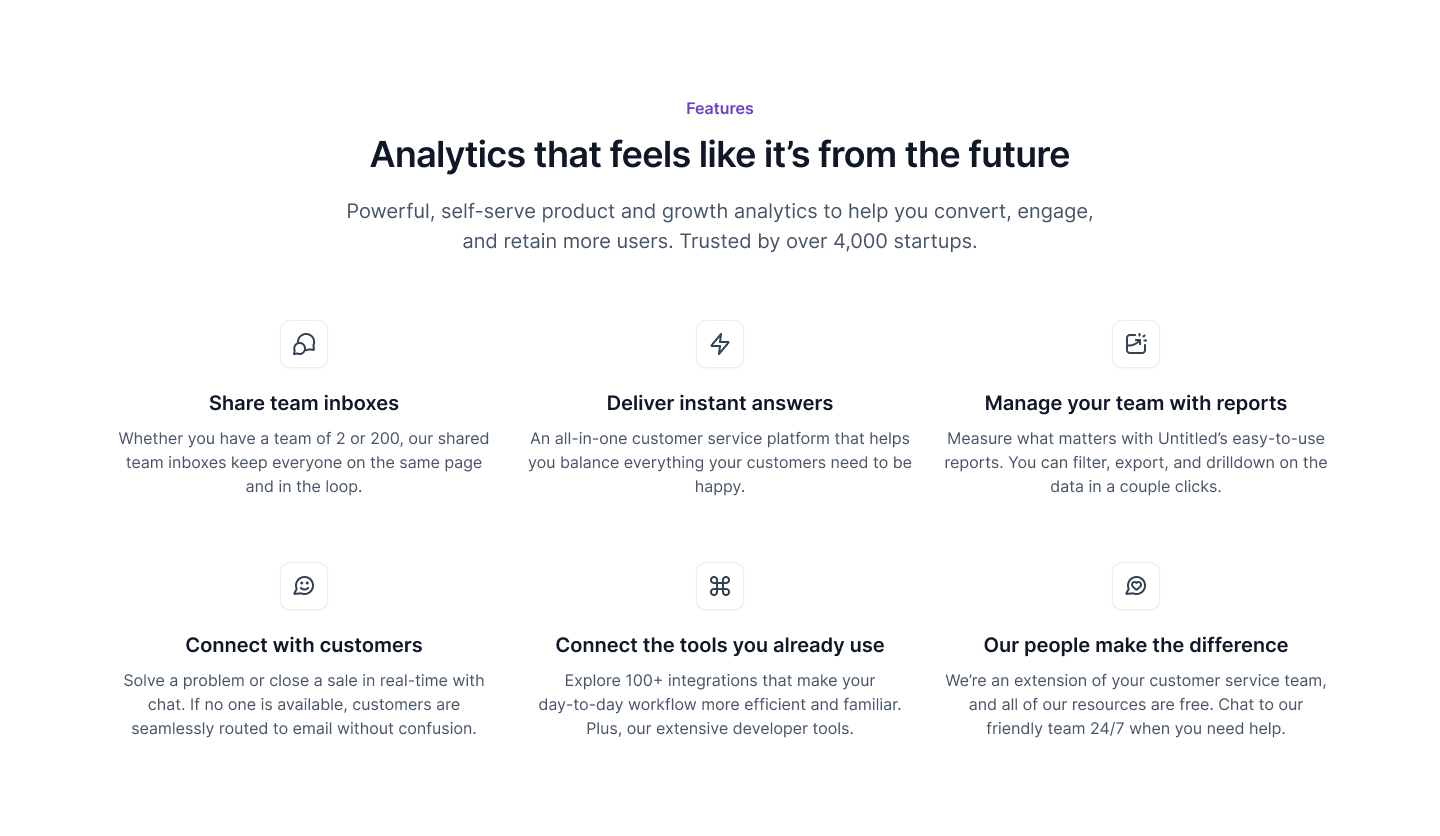 Features
Analytics that feels like it’s from the future
Powerful, self-serve product and growth analytics to help you convert, engage,
and retain more users. Trusted by over 4,000 startups.
Share team inboxes
Whether you have a team of 2 or 200, our shared
team inboxes keep everyone on the same page
and in the loop.
Deliver instant answers
An all-in-one customer service platform that helps
you balance everything your customers need to be
happy.
Manage your team with reports
Measure what matters with Untitled’s easy-to-use
reports. You can filter, export, and drilldown on the
data in a couple clicks.
Connect with customers
Solve a problem or close a sale in real-time with
chat. If no one is available, customers are
seamlessly routed to email without confusion.
Connect the tools you already use
Explore 100+ integrations that make your
day-to-day workflow more efficient and familiar.
Plus, our extensive developer tools.
Our people make the difference
We’re an extension of your customer service team,
and all of our resources are free. Chat to our
friendly team 24/7 when you need help.